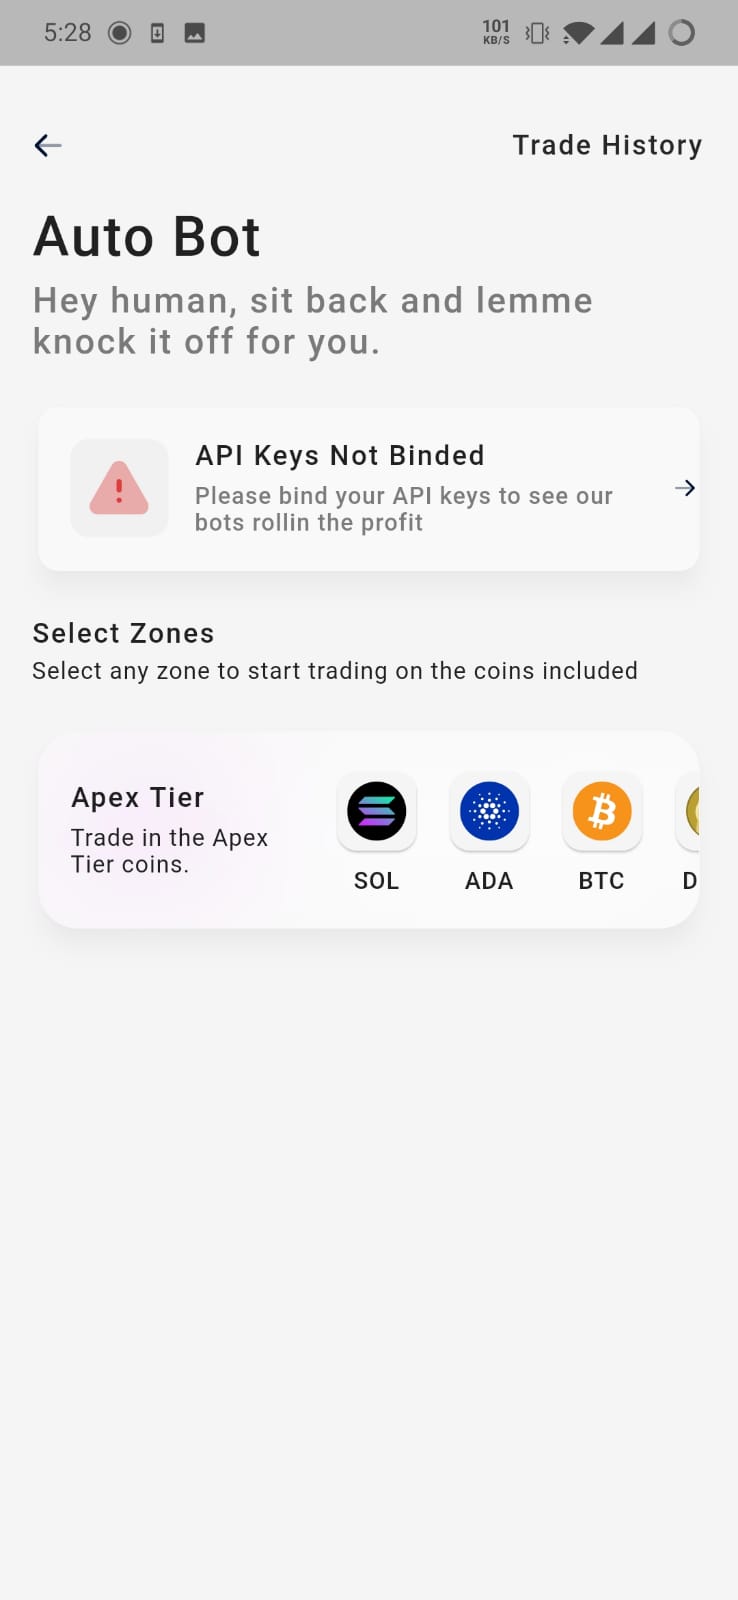 5:28
101
KB/S
Trade History
Auto Bot
Hey human, sit back and lemme
knock it off for you.
API Keys Not Binded
Please bind your API keys to see our
bots rollin the profit
Select Zones
Select any zone to start trading on the coins included
Apex Tier
Trade in the Apex
Tier coins.
SOL
ADA
BTC
D